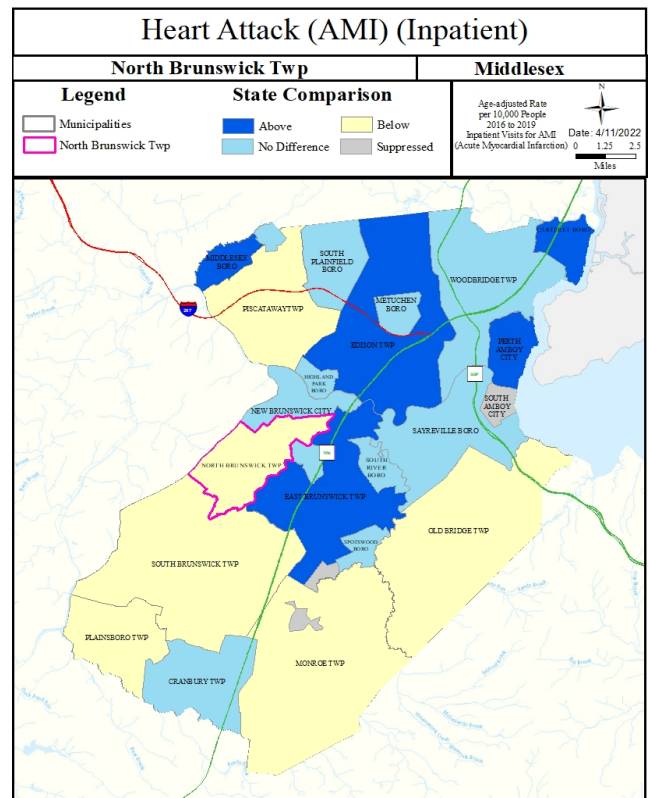 Heart Attack (AMI) (Inpatient)
North Brunswick Twp
Middlesex
Legend
Municipalities
North Brunswick Twp
State Comparison
Above
Below
No Difference
Suppressed
Age-adjusted Rate
per 10,000 People
2016 to 2019
Inpatient Visits for AMI
(Acute Myocardial Infarction)
N
Date: 4/11/2022
0 1.25 2.5
Miles
CARTERET BORO
MIDDLESEX
BORO
SOUTH
PLAINFIELD
BORO
WOODBRIDGE TWP
METUCHEN
BORO
PISCATAWAY TWP
287
EDISON TWP
PERTH
AMBOY
CITY
HIGHLAND
PARK
BORO
GSP
SOUTH
AMBOY
CITY
NEW BRUNSWICK CITY
SAYREVILLE BORO
NORTH BRUNSWICK TWP
SOUTH
RIVER
BORO
EAST BRUNSWICK TWP
OLD BRIDGE TWP
SPOTSWOOD
BORO
SOUTH BRUNSWICK TWP
PLAINSBORO TWP
MONROE TWP
CRANBURY TWP